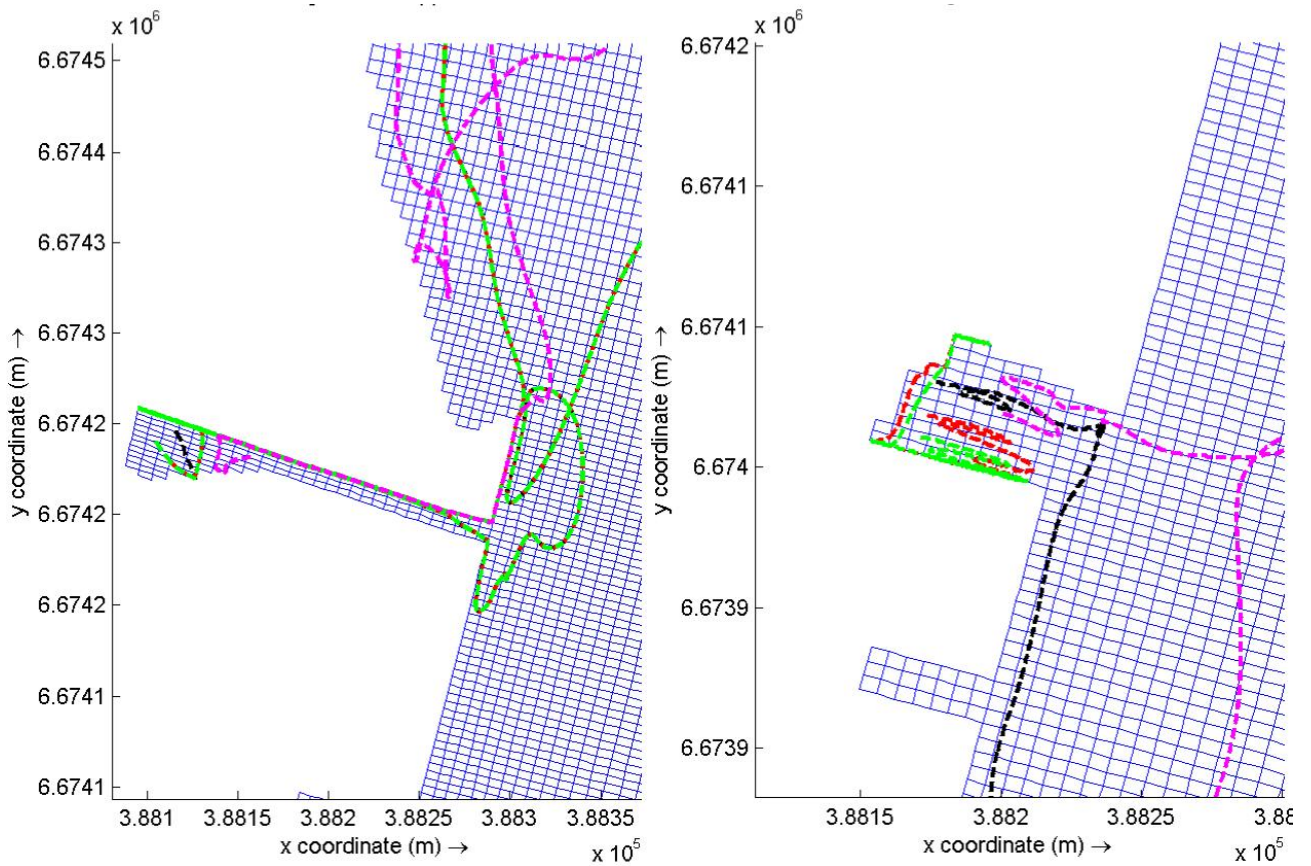 x 10^6
6.6745
6.6744
6.6743
6.6743
6.6742
6.6742
6.6742
6.6741
6.6741
y coordinate (m) →
3.881 3.8815 3.882 3.8825 3.883 3.8835
x coordinate (m) →
x 10^5
x 10^6
6.6742
6.6741
6.6741
6.674
6.6739
6.6739
y coordinate (m) →
3.8815 3.882 3.8825 3.88
x coordinate (m) →
x 10^5